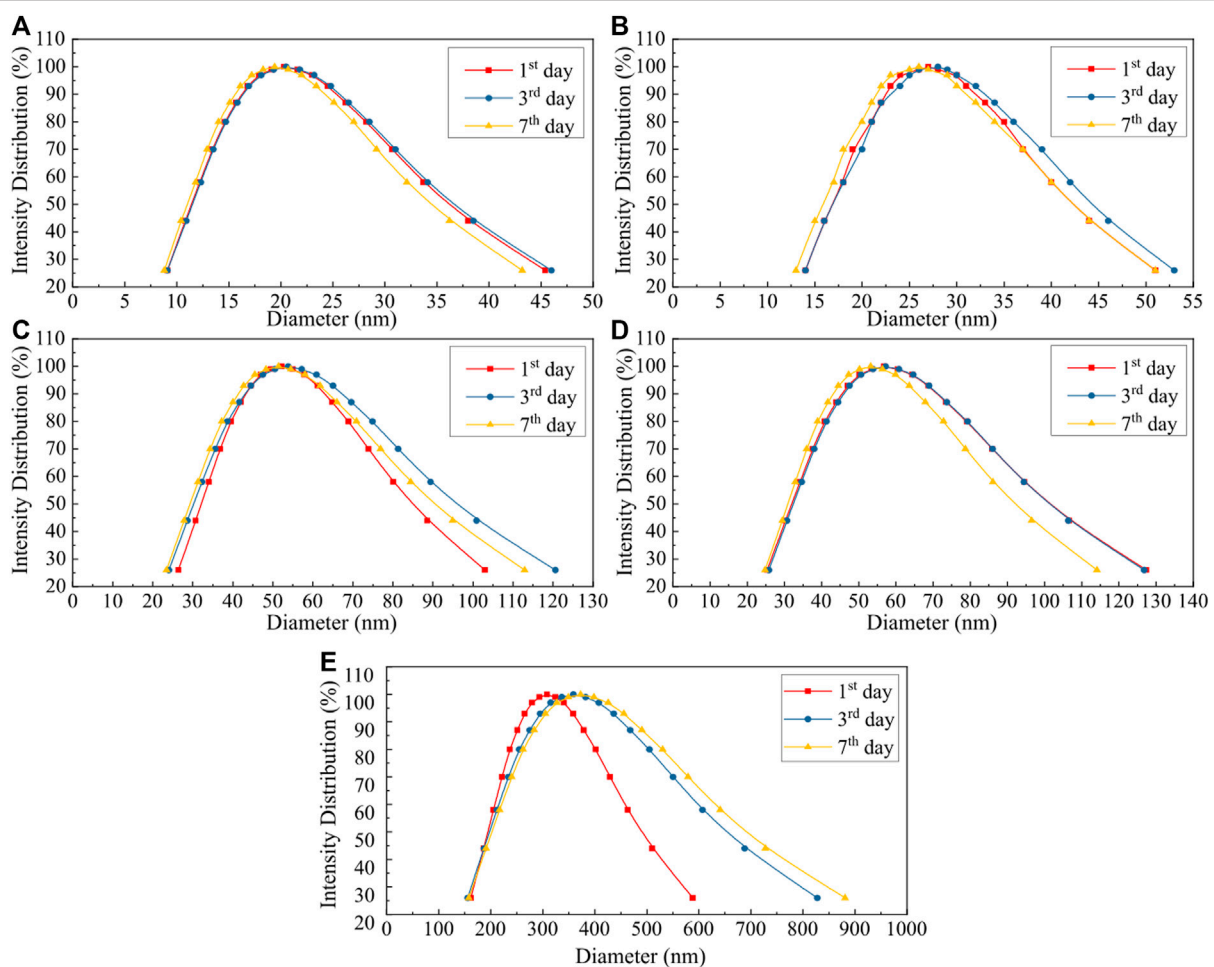 A
Intensity Distribution (%)
110
100
90
80
70
60
50
40
30
20
0 5 10 15 20 25 30 35 40 45 50
Diameter (nm)
1st day
3rd day
7th day
B
Intensity Distribution (%)
110
100
90
80
70
60
50
40
30
20
0 5 10 15 20 25 30 35 40 45 50 55
Diameter (nm)
1st day
3rd day
7th day
C
Intensity Distribution (%)
110
100
90
80
70
60
50
40
30
20
0 10 20 30 40 50 60 70 80 90 100 110 120 130
Diameter (nm)
1st day
3rd day
7th day
D
Intensity Distribution (%)
110
100
90
80
70
60
50
40
30
20
0 10 20 30 40 50 60 70 80 90 100 110 120 130 140
Diameter (nm)
1st day
3rd day
7th day
E
Intensity Distribution (%)
110
100
90
80
70
60
50
40
30
20
0 100 200 300 400 500 600 700 800 900 1000
Diameter (nm)
1st day
3rd day
7th day